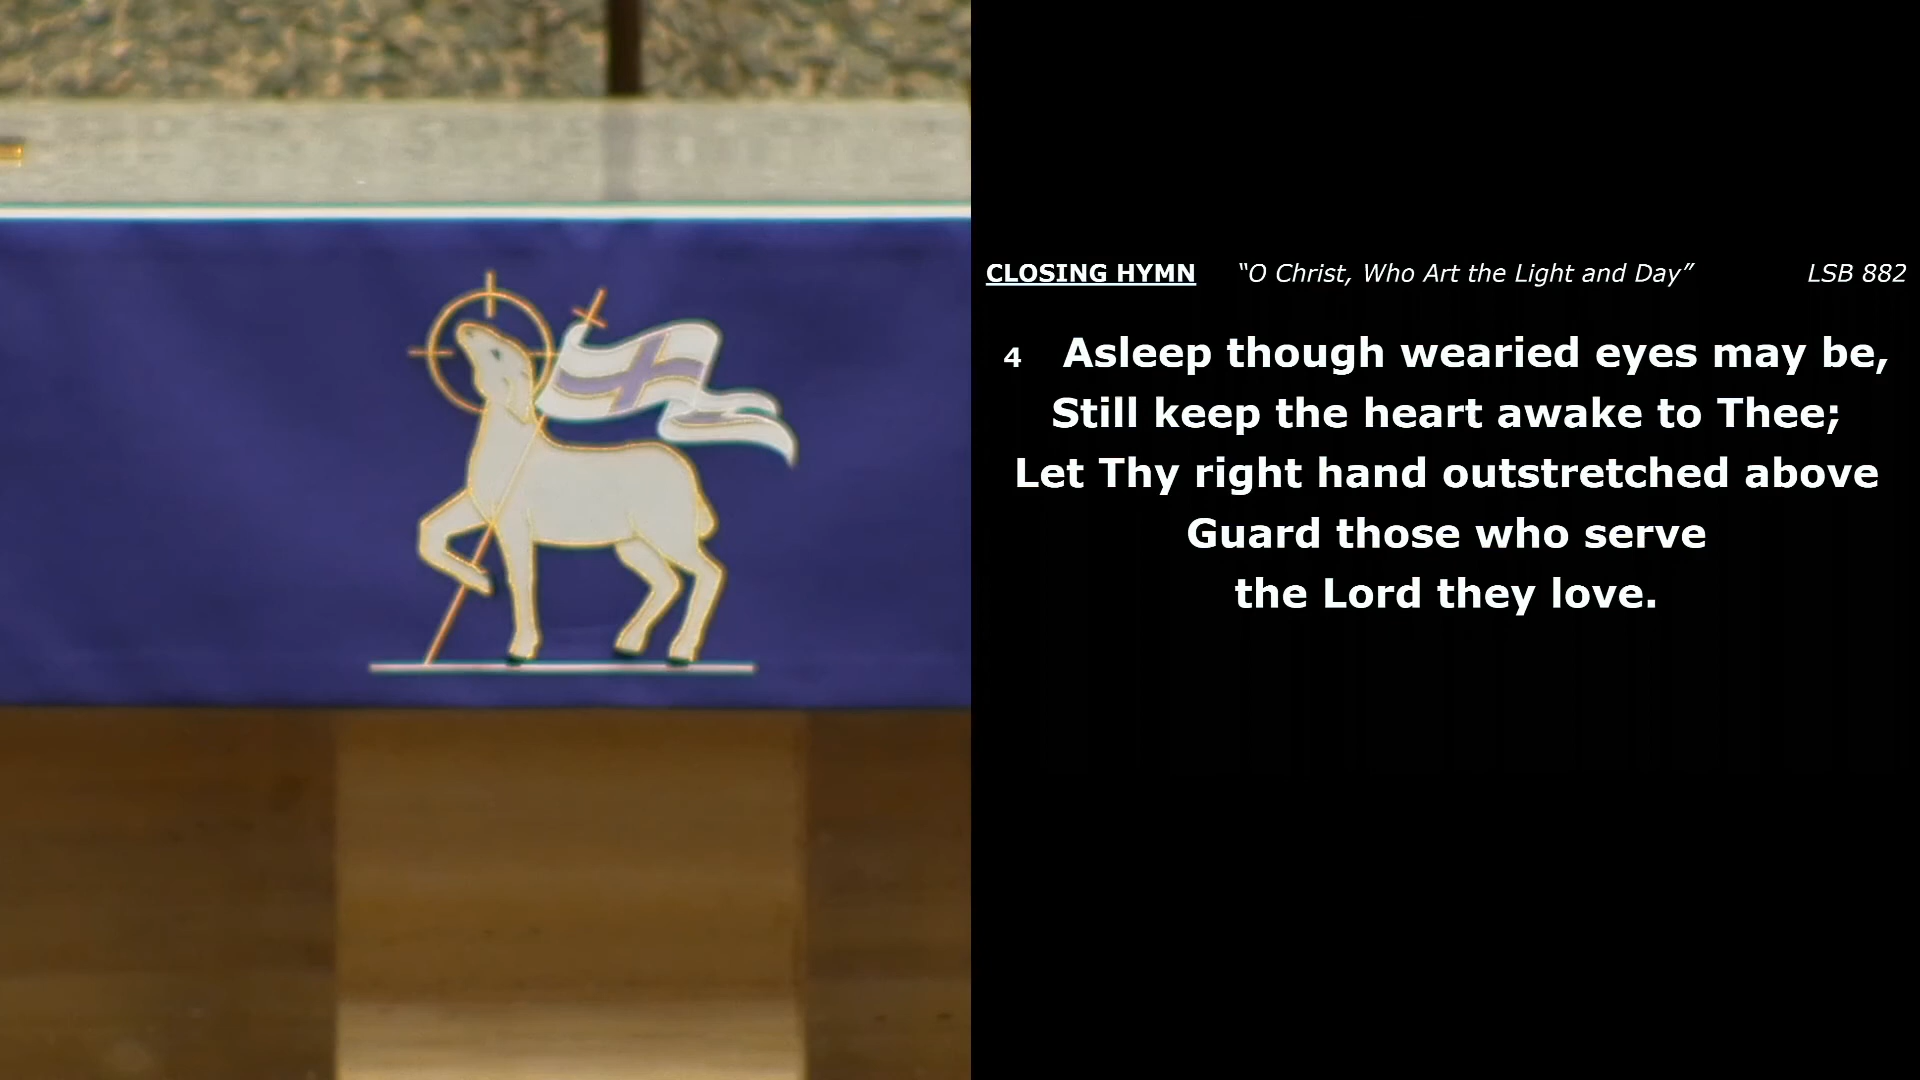 CLOSING HYMN “O Christ, Who Art the Light and Day” LSB 882
4 Asleep though wearied eyes may be,
Still keep the heart awake to Thee;
Let Thy right hand outstretched above
Guard those who serve
the Lord they love.